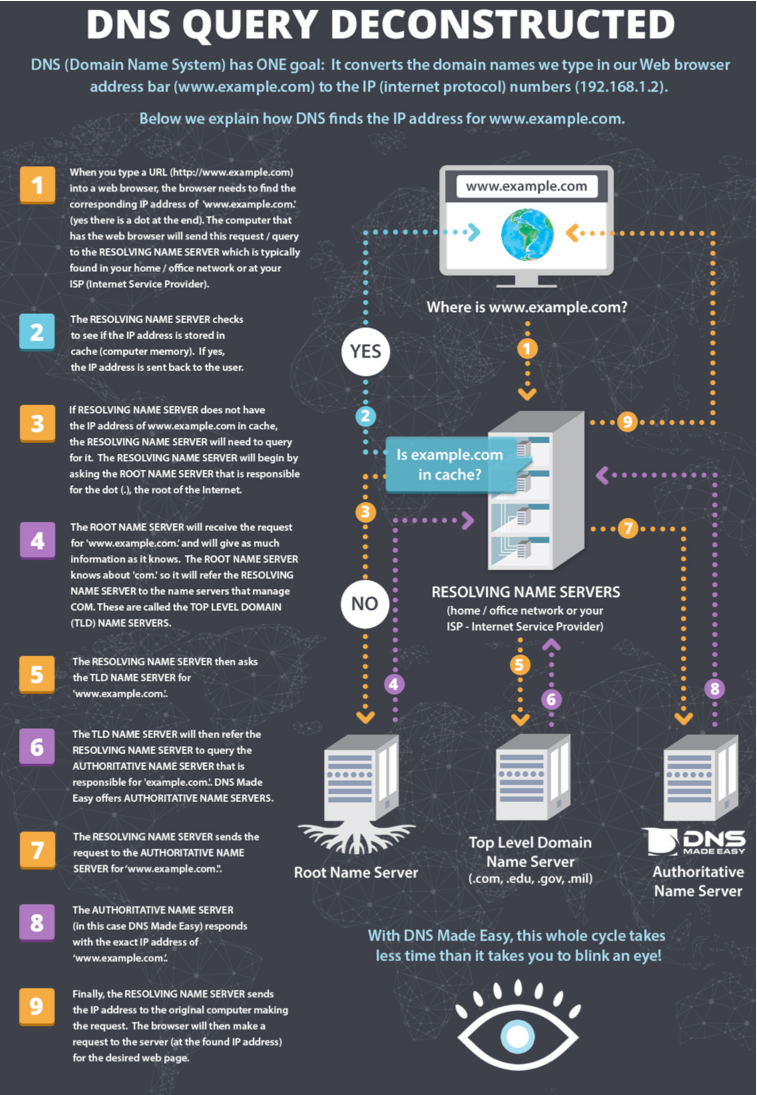 DNS QUERY DECONSTRUCTED
DNS (Domain Name System) has ONE goal: It converts the domain names we type in our Web browser
address bar (www.example.com) to the IP (internet protocol) numbers (192.168.1.2).
Below we explain how DNS finds the IP address for www.example.com.
1
When you type a URL (http://www.example.com)
into a web browser, the browser needs to find the
corresponding IP address of 'www.example.com.'
(yes there is a dot at the end). The computer that
has the web browser will send this request / query
to the RESOLVING NAME SERVER which is typically
found in your home / office network or at your
ISP (Internet Service Provider).
2
The RESOLVING NAME SERVER checks
to see if the IP address is stored in
cache (computer memory). If yes,
the IP address is sent back to the user.
3
If RESOLVING NAME SERVER does not have
the IP address of www.example.com in cache,
the RESOLVING NAME SERVER will need to query
for it. The RESOLVING NAME SERVER will begin by
asking the ROOT NAME SERVER that is responsible
for the dot (.), the root of the Internet.
4
The ROOT NAME SERVER will receive the request
for 'www.example.com.' and will give as much
information as it knows. The ROOT NAME SERVER
knows about 'com.' so it will refer the RESOLVING
NAME SERVER to the name servers that manage
COM. These are called the TOP LEVEL DOMAIN
(TLD) NAME SERVERS.
5
The RESOLVING NAME SERVER then asks
the TLD NAME SERVER for
'www.example.com.'.
6
The TLD NAME SERVER will then refer the
RESOLVING NAME SERVER to query the
AUTHORITATIVE NAME SERVER that is
responsible for 'example.com.'. DNS Made
Easy offers AUTHORITATIVE NAME SERVERS.
7
The RESOLVING NAME SERVER sends the
request to the AUTHORITATIVE NAME
SERVER for 'www.example.com.".
8
The AUTHORITATIVE NAME SERVER
(in this case DNS Made Easy) responds
with the exact IP address of
'www.example.com.'.
9
Finally, the RESOLVING NAME SERVER sends
the IP address to the original computer making
the request. The browser will then make a
request to the server (at the found IP address)
for the desired web page.
www.example.com
Where is www.example.com?
YES
1
2
9
Is example.com
in cache?
3
7
NO
RESOLVING NAME SERVERS
(home / office network or your
ISP - Internet Service Provider)
4
5
6
8
Root Name Server
Top Level Domain
Name Server
(.com, .edu, .gov, .mil)
DNS
MADE EASY
Authoritative
Name Server
With DNS Made Easy, this whole cycle takes
less time than it takes you to blink an eye!